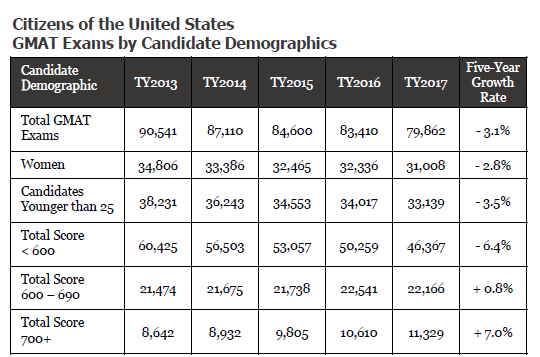 Citizens of the United States
GMAT Exams by Candidate Demographics
Candidate Demographic TY2013 TY2014 TY2015 TY2016 TY2017 Five-Year Growth Rate
Total GMAT Exams 90,541 87,110 84,600 83,410 79,862 - 3.1%
Women 34,806 33,386 32,465 32,336 31,008 - 2.8%
Candidates Younger than 25 38,231 36,243 34,553 34,017 33,139 - 3.5%
Total Score < 600 60,425 56,503 53,057 50,259 46,367 - 6.4%
Total Score 600 – 690 21,474 21,675 21,738 22,541 22,166 + 0.8%
Total Score 700+ 8,642 8,932 9,805 10,610 11,329 + 7.0%